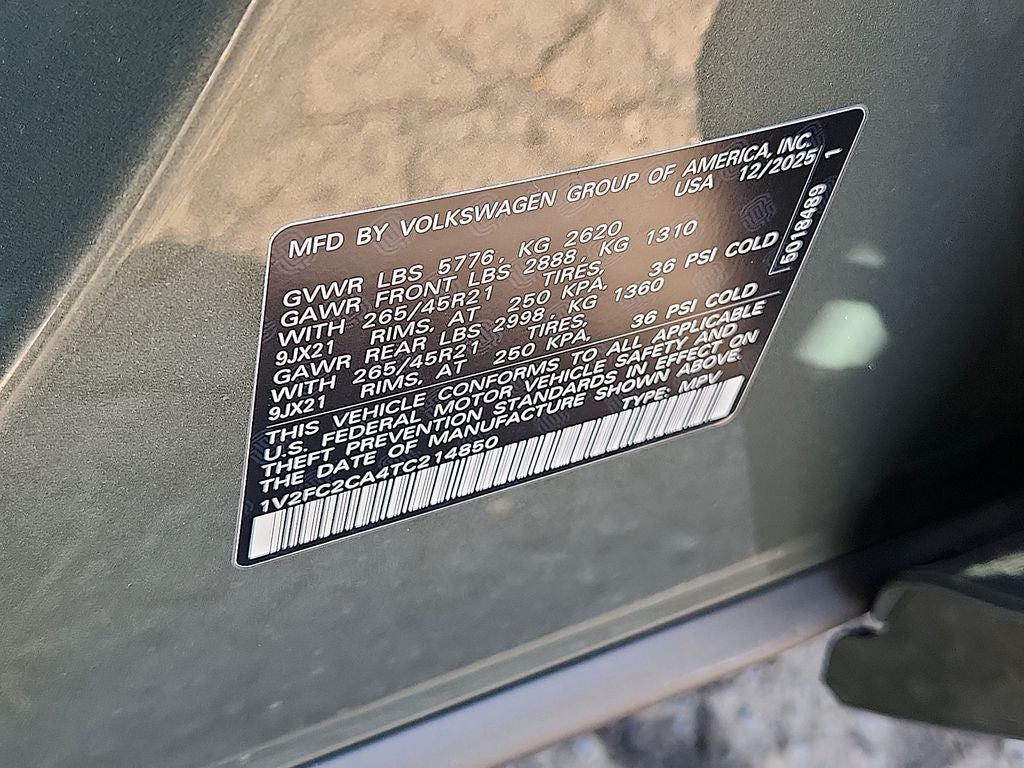 MFD BY VOLKSWAGEN GROUP OF AMERICA, INC.
USA 12/2025 1
GVWR LBS 5776, KG 2620
GAWR FRONT LBS 2888, KG 1310
WITH 265/45R21 TIRES,
9JX21 RIMS, AT 250 KPA, 36 PSI COLD
GAWR REAR LBS 2998, KG 1360
WITH 265/45R21 TIRES,
9JX21 RIMS, AT 250 KPA, 36 PSI COLD
THIS VEHICLE CONFORMS TO ALL APPLICABLE
U.S. FEDERAL MOTOR VEHICLE SAFETY AND
THEFT PREVENTION STANDARDS IN EFFECT ON
THE DATE OF MANUFACTURE SHOWN ABOVE.
1V2FC2CA4TC214850 TYPE: MPV
5018489